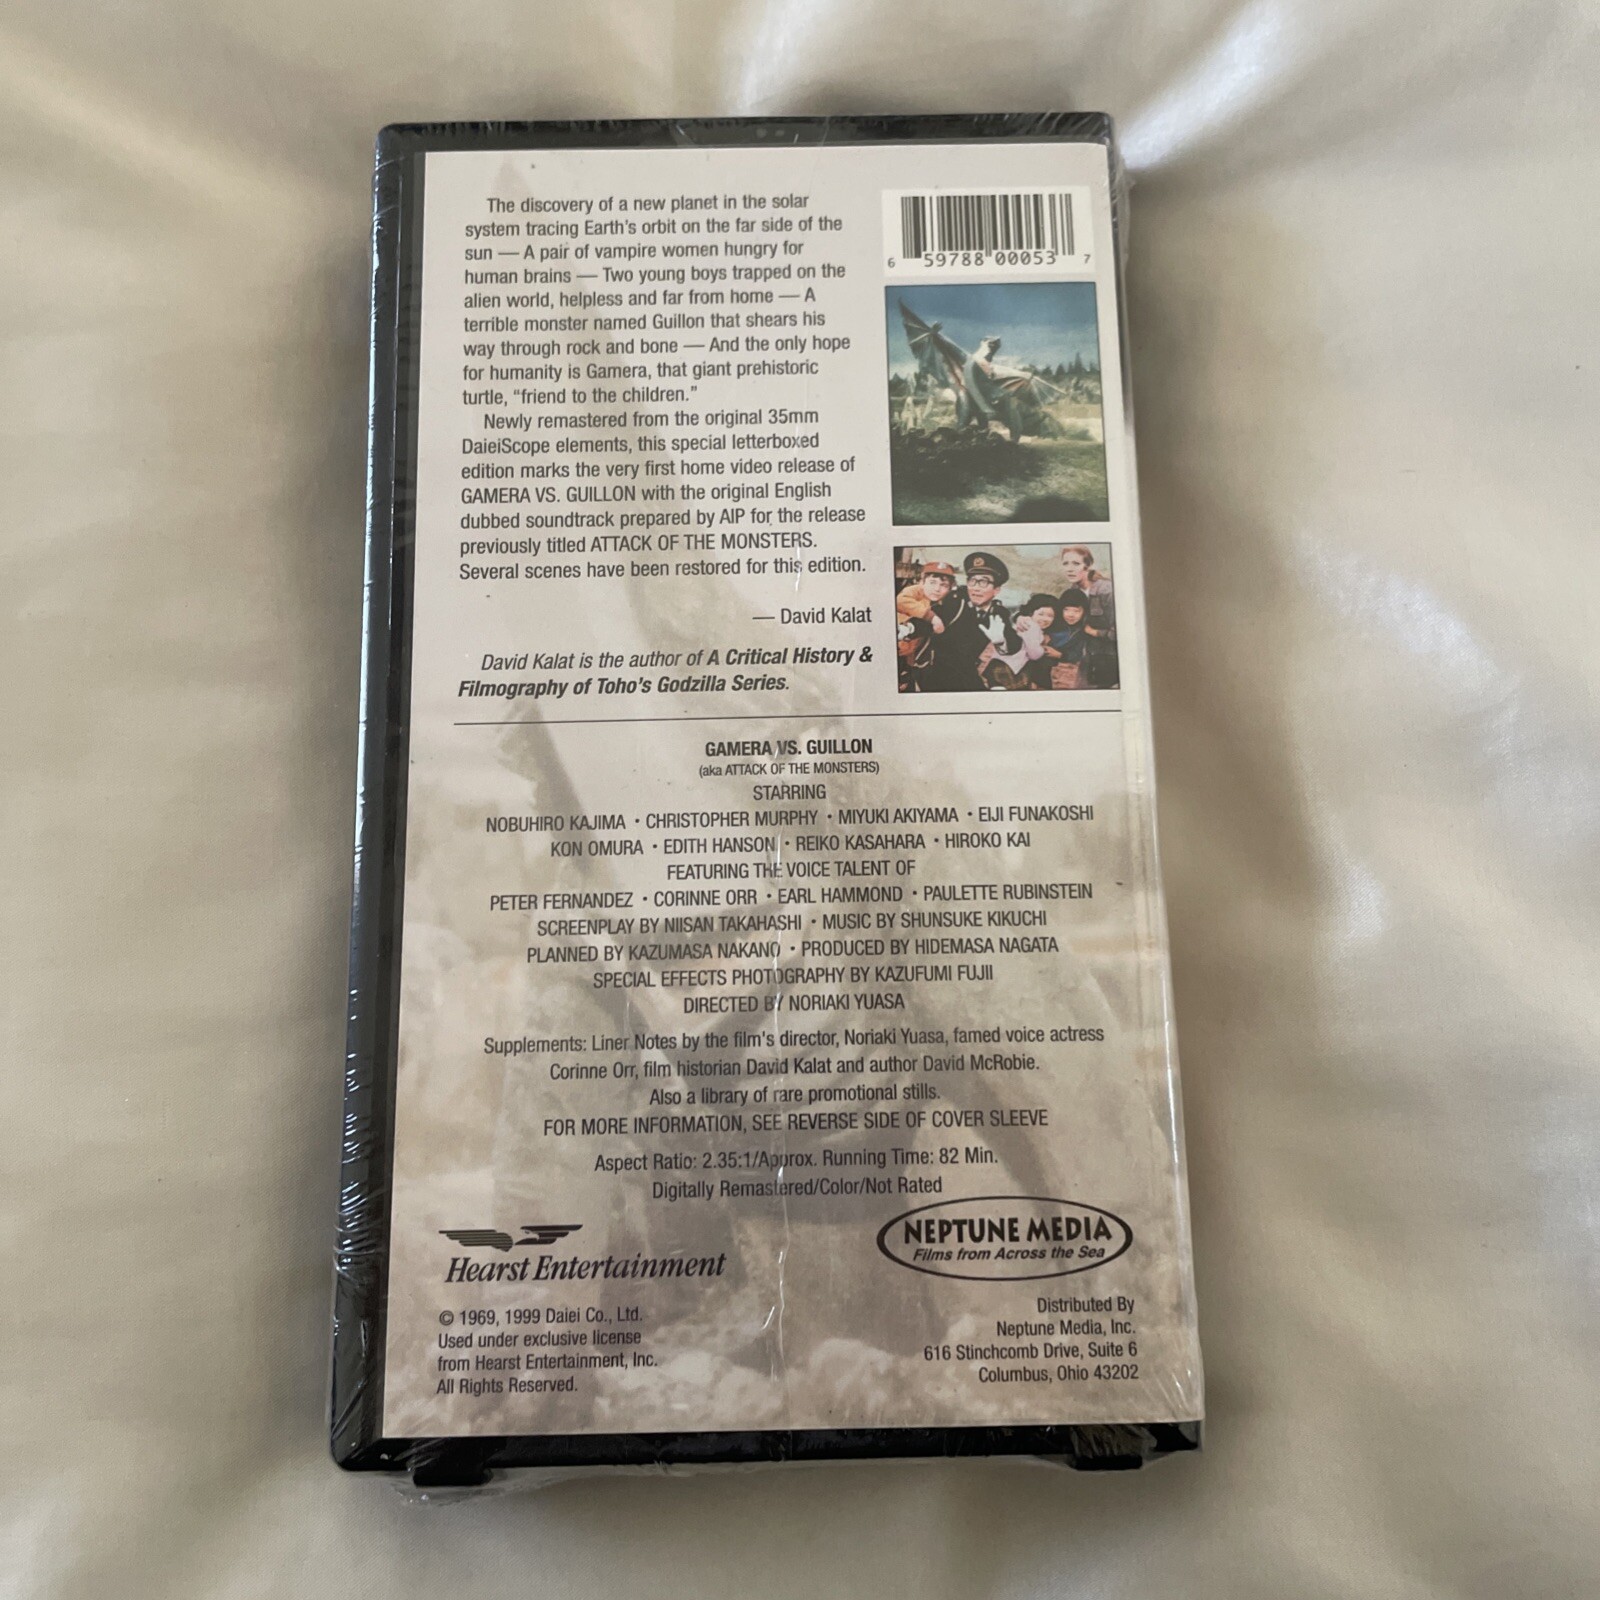 The discovery of a new planet in the solar
system tracing Earth's orbit on the far side of the
sun — A pair of vampire women hungry for
human brains — Two young boys trapped on the
alien world, helpless and far from home — A
terrible monster named Guillon that shears his
way through rock and bone — And the only hope
for humanity is Gamera, that giant prehistoric
turtle, “friend to the children.”
Newly remastered from the original 35mm
DaieiScope elements, this special letterboxed
edition marks the very first home video release of
GAMERA VS. GUILLON with the original English
dubbed soundtrack prepared by AIP for the release
previously titled ATTACK OF THE MONSTERS.
Several scenes have been restored for this edition.
— David Kalat
David Kalat is the author of A Critical History &
Filmography of Toho's Godzilla Series.
6 59788 00053 7
GAMERA VS. GUILLON
(aka ATTACK OF THE MONSTERS)
STARRING
NOBUHIRO KAJIMA • CHRISTOPHER MURPHY • MIYUKI AKIYAMA • EIJI FUNAKOSHI
KON OMURA • EDITH HANSON • REIKO KASAHARA • HIROKO KAI
FEATURING THE VOICE TALENT OF
PETER FERNANDEZ • CORINNE ORR • EARL HAMMOND • PAULETTE RUBINSTEIN
SCREENPLAY BY NIISAN TAKAHASHI • MUSIC BY SHUNSUKE KIKUCHI
PLANNED BY KAZUMASA NAKANO • PRODUCED BY HIDEMASA NAGATA
SPECIAL EFFECTS PHOTOGRAPHY BY KAZUFUMI FUJII
DIRECTED BY NORIAKI YUASA
Supplements: Liner Notes by the film's director, Noriaki Yuasa, famed voice actress
Corinne Orr, film historian David Kalat and author David McRobie.
Also a library of rare promotional stills.
FOR MORE INFORMATION, SEE REVERSE SIDE OF COVER SLEEVE
Aspect Ratio: 2.35:1/Approx. Running Time: 82 Min.
Digitally Remastered/Color/Not Rated
Hearst Entertainment
© 1969, 1999 Daiei Co., Ltd.
Used under exclusive license
from Hearst Entertainment, Inc.
All Rights Reserved.
NEPTUNE MEDIA
Films from Across the Sea
Distributed By
Neptune Media, Inc.
616 Stinchcomb Drive, Suite 6
Columbus, Ohio 43202